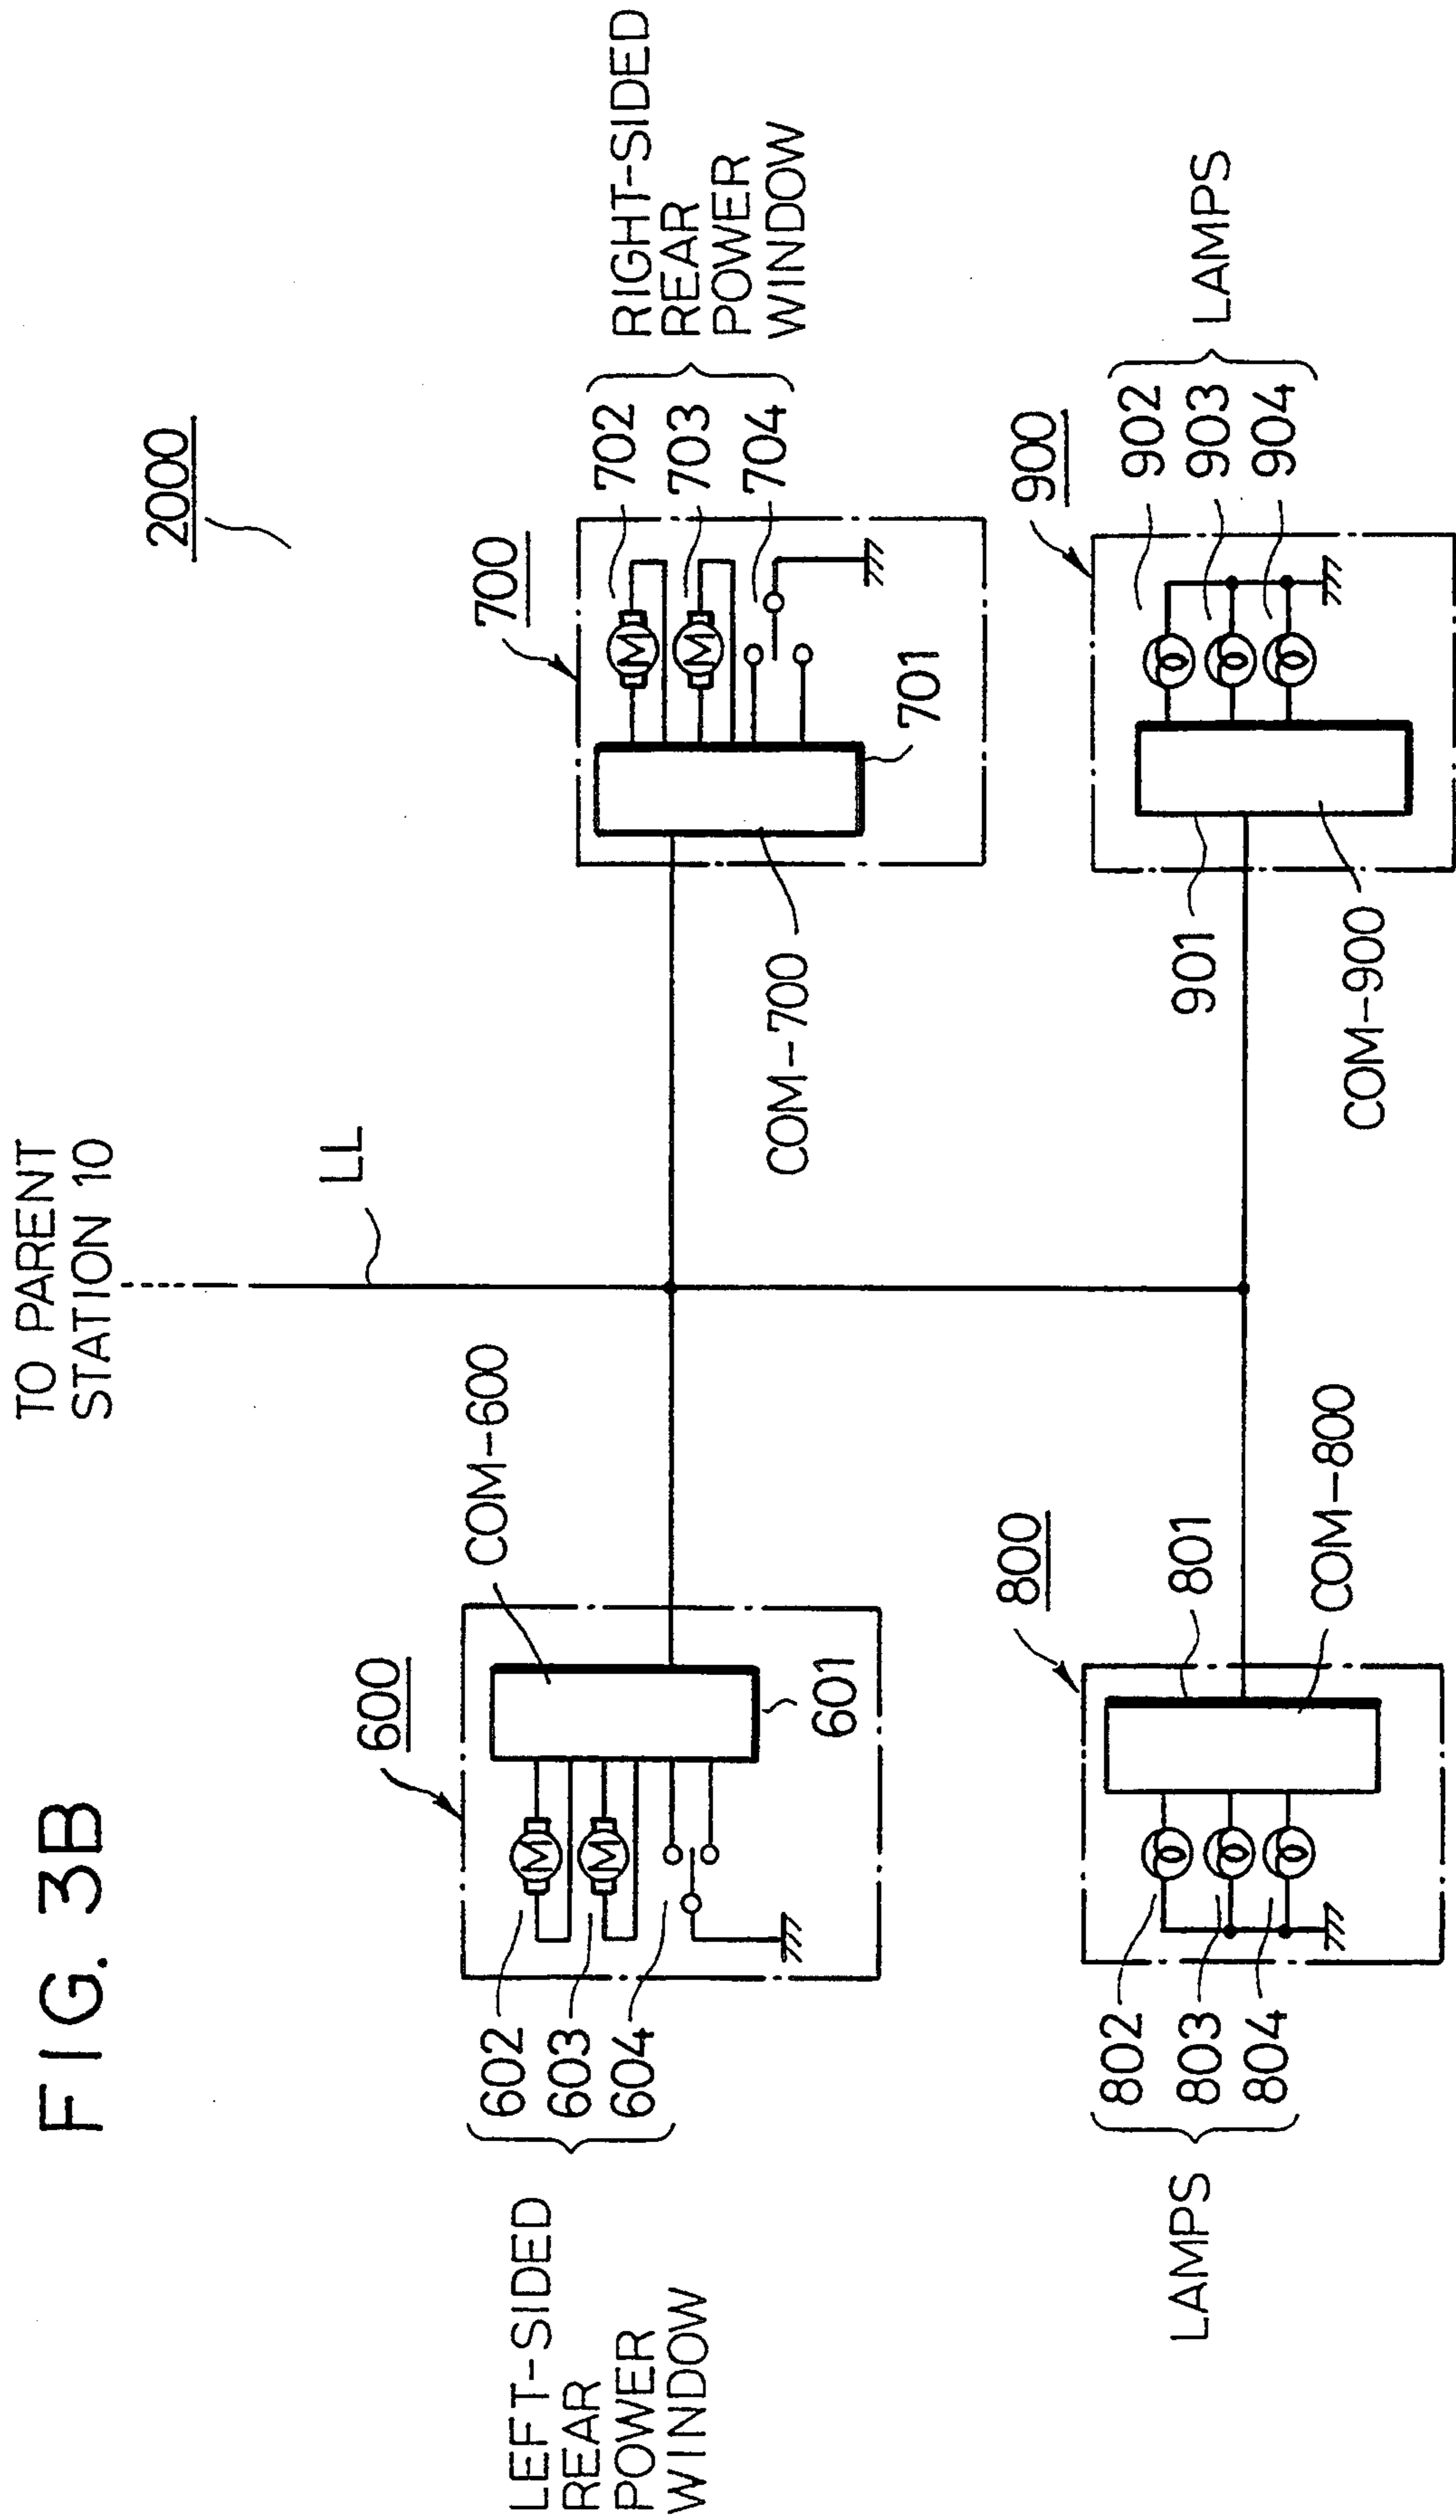 FIG. 3B
TO PARENT
STATION 10
2000
LL
600
COM-600
601
602
603
604
LEFT-SIDED
REAR
POWER
WINDOW
700
702
703
704
RIGHT-SIDED
REAR
POWER
WINDOW
701
COM-700
800
801
COM-800
802
803
804
LAMPS
900
902
903
904
LAMPS
901
COM-900
M
M
M
M